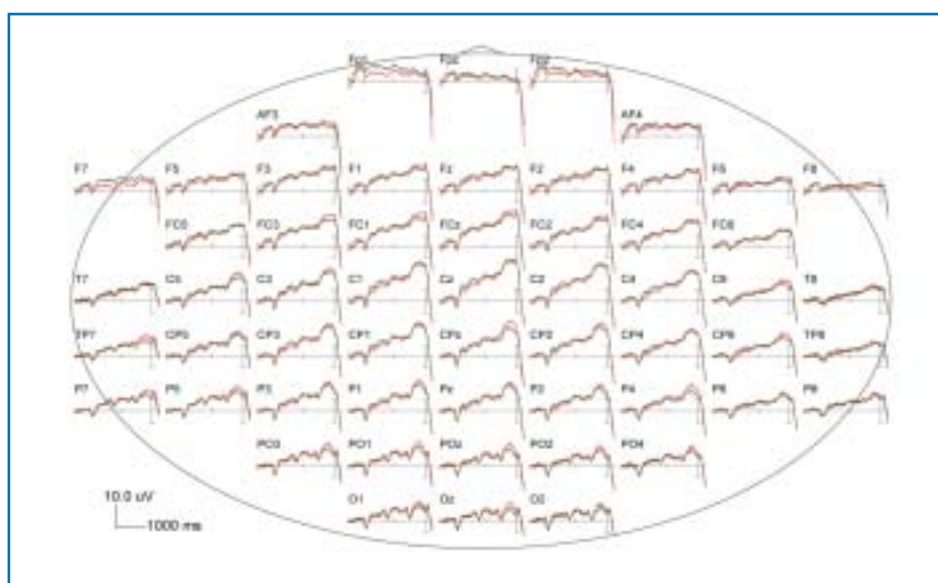 Fp1 Fpz Fp2
AF3 AF4
F7 F5 F3 F1 Fz F2 F4 F6 F8
FC5 FC3 FC1 FCz FC2 FC4 FC6
T7 C5 C3 C1 Cz C2 C4 C6 T8
TP7 CP5 CP3 CP1 CPz CP2 CP4 CP6 TP8
P7 P5 P3 P1 Pz P2 P4 P6 P8
PO3 PO1 POz PO2 PO4
O1 Oz O2
10.0 uV
1000 ms